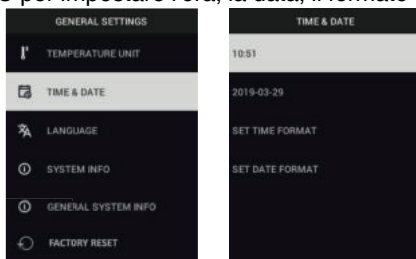 per impostare l'ora, la data, il formato
GENERAL SETTINGS
TEMPERATURE UNIT
TIME & DATE
LANGUAGE
SYSTEM INFO
GENERAL SYSTEM INFO
FACTORY RESET
TIME & DATE
10:51
2019-03-29
SET TIME FORMAT
SET DATE FORMAT